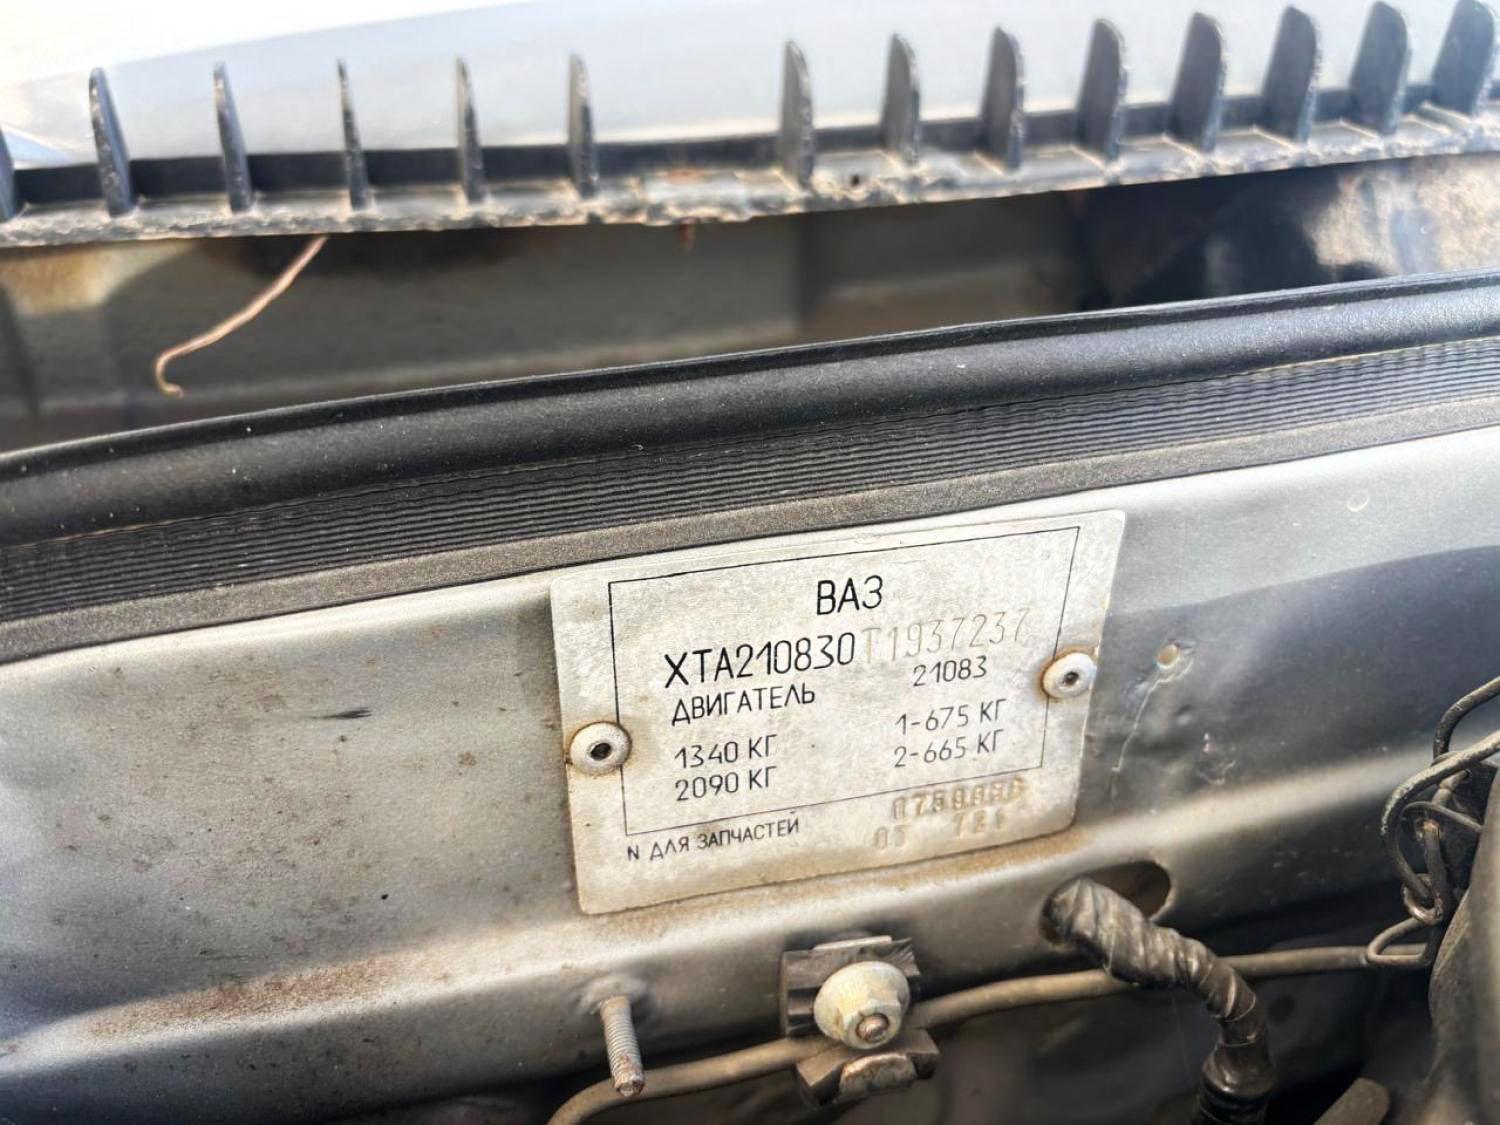 ВАЗ
XTA210830T1937237
ДВИГАТЕЛЬ 21083
1340 КГ 1-675 КГ
2090 КГ 2-665 КГ
N ДЛЯ ЗАПЧАСТЕЙ